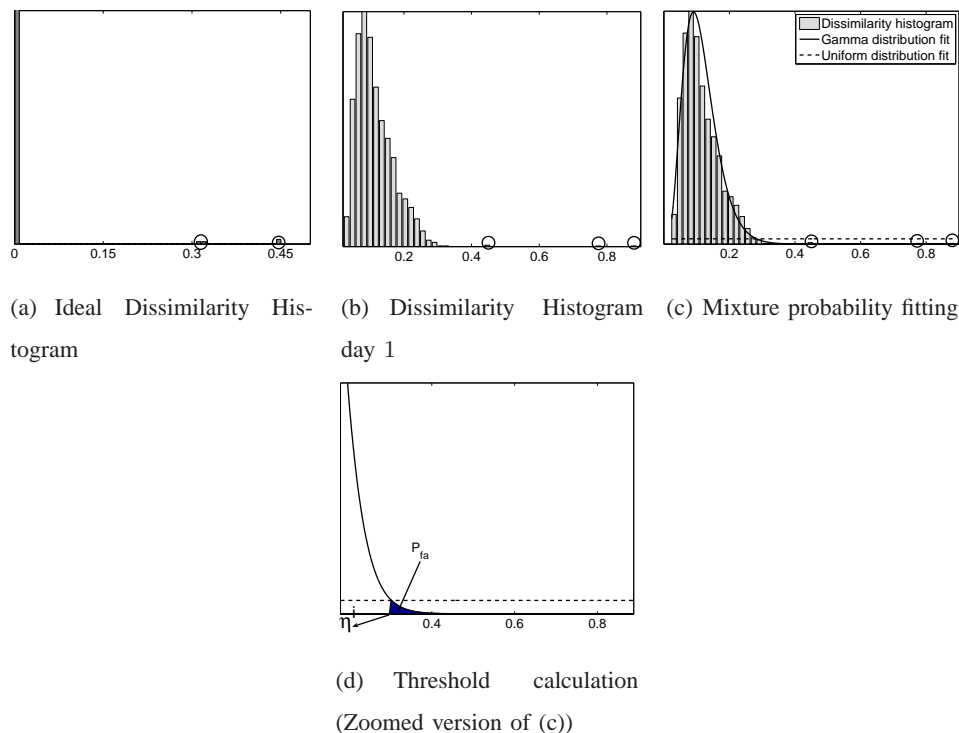 Dissimilarity histogram
Gamma distribution fit
Uniform distribution fit
0 0.15 0.3 0.45
0.2 0.4 0.6 0.8
0.2 0.4 0.6 0.8
(a) Ideal Dissimilarity His-
togram
(b) Dissimilarity Histogram
day 1
(c) Mixture probability fitting
P_fa
η^i
0.4 0.6 0.8
(d) Threshold calculation
(Zoomed version of (c))